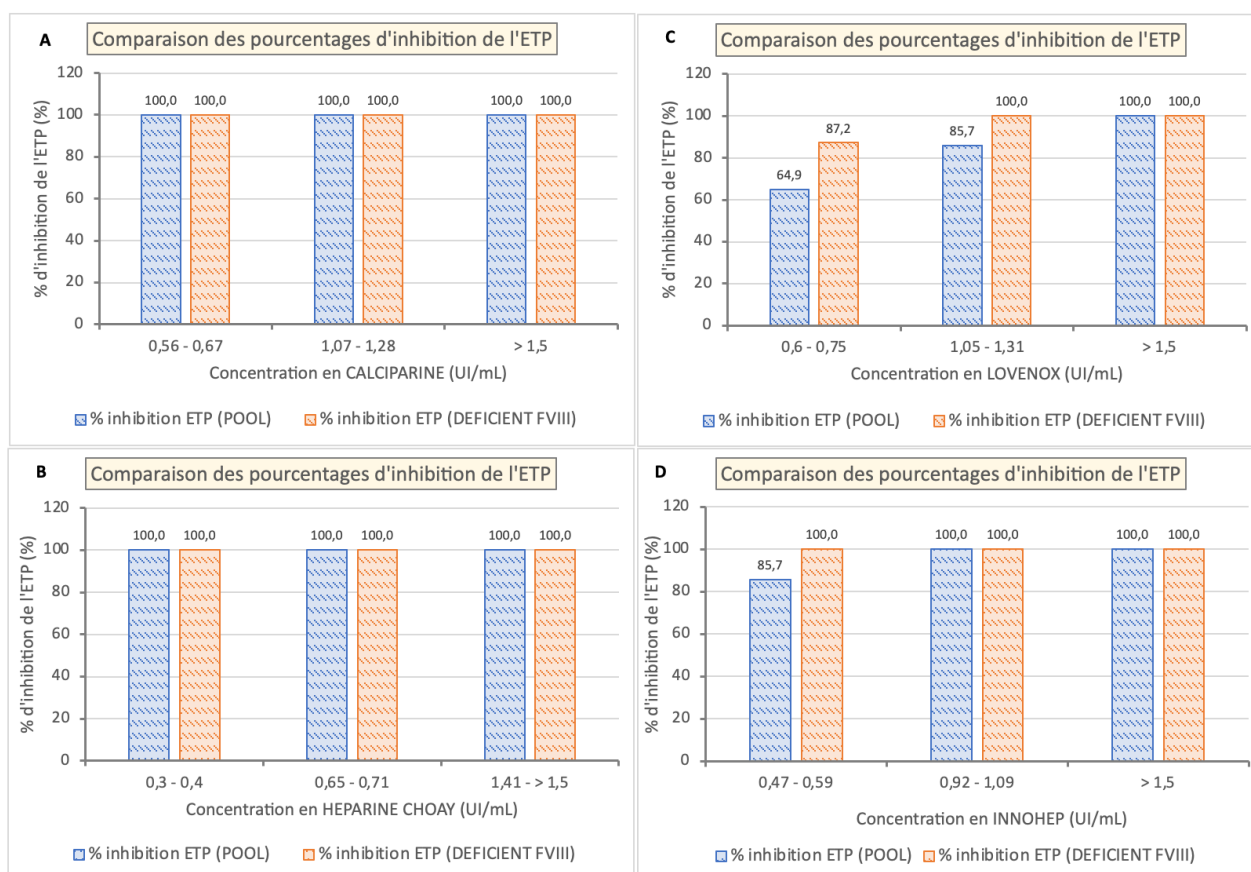 A
Comparaison des pourcentages d'inhibition de l'ETP
% d'inhibition de l'ETP (%)
120
100
80
60
40
20
0
100,0 100,0 100,0 100,0 100,0 100,0
0,56 - 0,67 1,07 - 1,28 > 1,5
Concentration en CALCIPARINE (UI/mL)
% inhibition ETP (POOL) % inhibition ETP (DEFICIENT FVIII)
B
Comparaison des pourcentages d'inhibition de l'ETP
% d'inhibition de l'ETP (%)
120
100
80
60
40
20
0
100,0 100,0 100,0 100,0 100,0 100,0
0,3 - 0,4 0,65 - 0,71 1,41 - > 1,5
Concentration en HEPARINE CHOAY (UI/mL)
% inhibition ETP (POOL) % inhibition ETP (DEFICIENT FVIII)
C
Comparaison des pourcentages d'inhibition de l'ETP
% d'inhibition de l'ETP (%)
120
100
80
60
40
20
0
64,9 87,2 85,7 100,0 100,0 100,0
0,6 - 0,75 1,05 - 1,31 > 1,5
Concentration en LOVENOX (UI/mL)
% inhibition ETP (POOL) % inhibition ETP (DEFICIENT FVIII)
D
Comparaison des pourcentages d'inhibition de l'ETP
% d'inhibition de l'ETP (%)
120
100
80
60
40
20
0
85,7 100,0 100,0 100,0 100,0 100,0
0,47 - 0,59 0,92 - 1,09 > 1,5
Concentration en INNOHEP (UI/mL)
% inhibition ETP (POOL) % inhibition ETP (DEFICIENT FVIII)